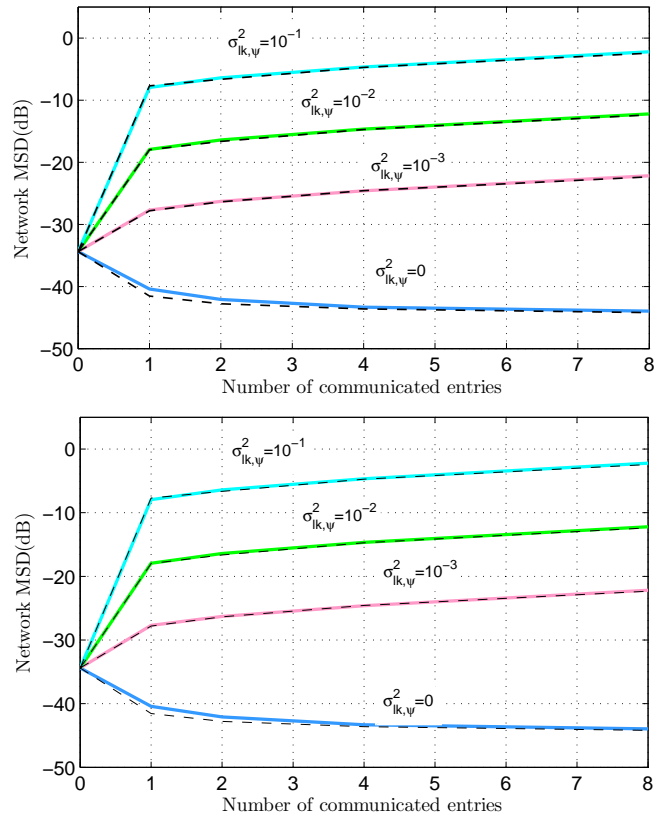 0
−10
−20
−30
−40
−50
Network MSD(dB)
σ²lk,ψ=10⁻¹
σ²lk,ψ=10⁻²
σ²lk,ψ=10⁻³
σ²lk,ψ=0
0 1 2 3 4 5 6 7 8
Number of communicated entries
0
−10
−20
−30
−40
−50
Network MSD(dB)
σ²lk,ψ=10⁻¹
σ²lk,ψ=10⁻²
σ²lk,ψ=10⁻³
σ²lk,ψ=0
0 1 2 3 4 5 6 7 8
Number of communicated entries